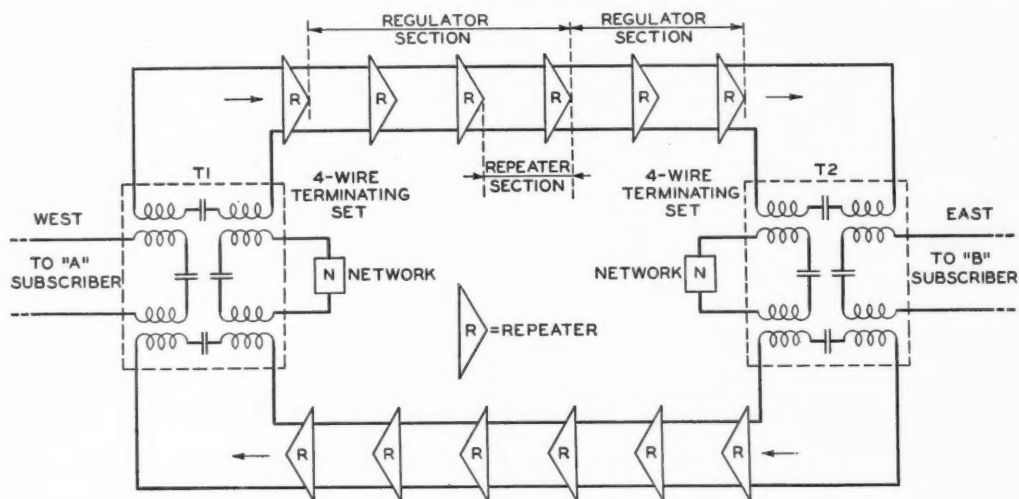 REGULATOR
SECTION
REGULATOR
SECTION
R
R
R
R
R
R
REPEATER
SECTION
T1
4-WIRE
TERMINATING
SET
4-WIRE
TERMINATING
SET
T2
WEST
TO "A"
SUBSCRIBER
N
NETWORK
NETWORK
N
EAST
TO "B"
SUBSCRIBER
R
=REPEATER
R
R
R
R
R
R